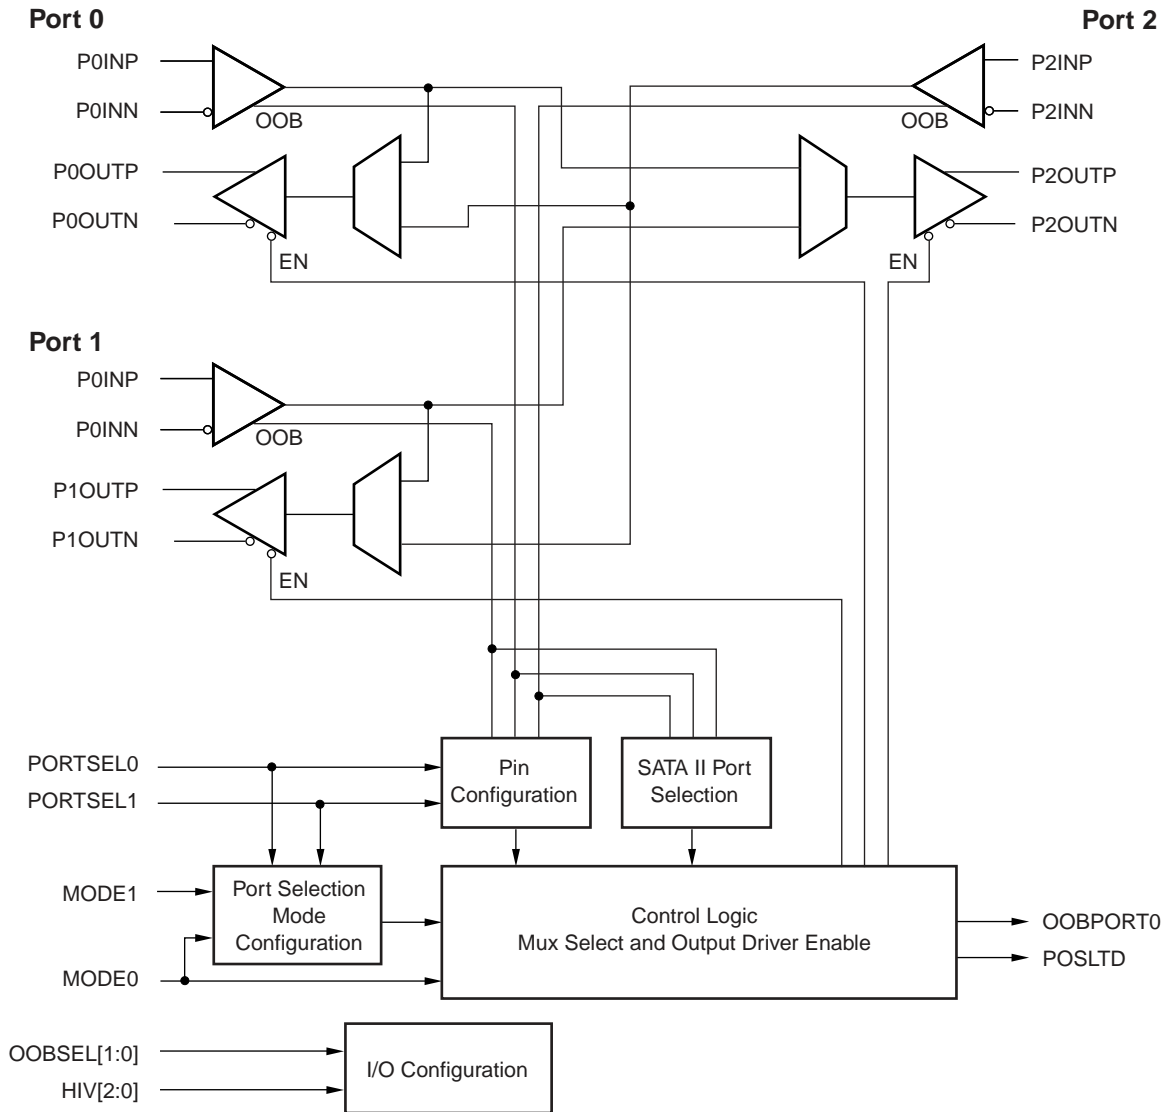 Port 0
Port 2
P0INP
P2INP
P0INN
OOB
OOB
P2INN
P0OUTP
P2OUTP
P0OUTN
P2OUTN
EN
EN
Port 1
P0INP
P0INN
OOB
P1OUTP
P1OUTN
EN
PORTSEL0
PORTSEL1
Pin
Configuration
SATA II Port
Selection
MODE1
MODE0
Port Selection
Mode
Configuration
Control Logic
Mux Select and Output Driver Enable
OOBPORT0
POSLTD
OOBSEL[1:0]
HIV[2:0]
I/O Configuration